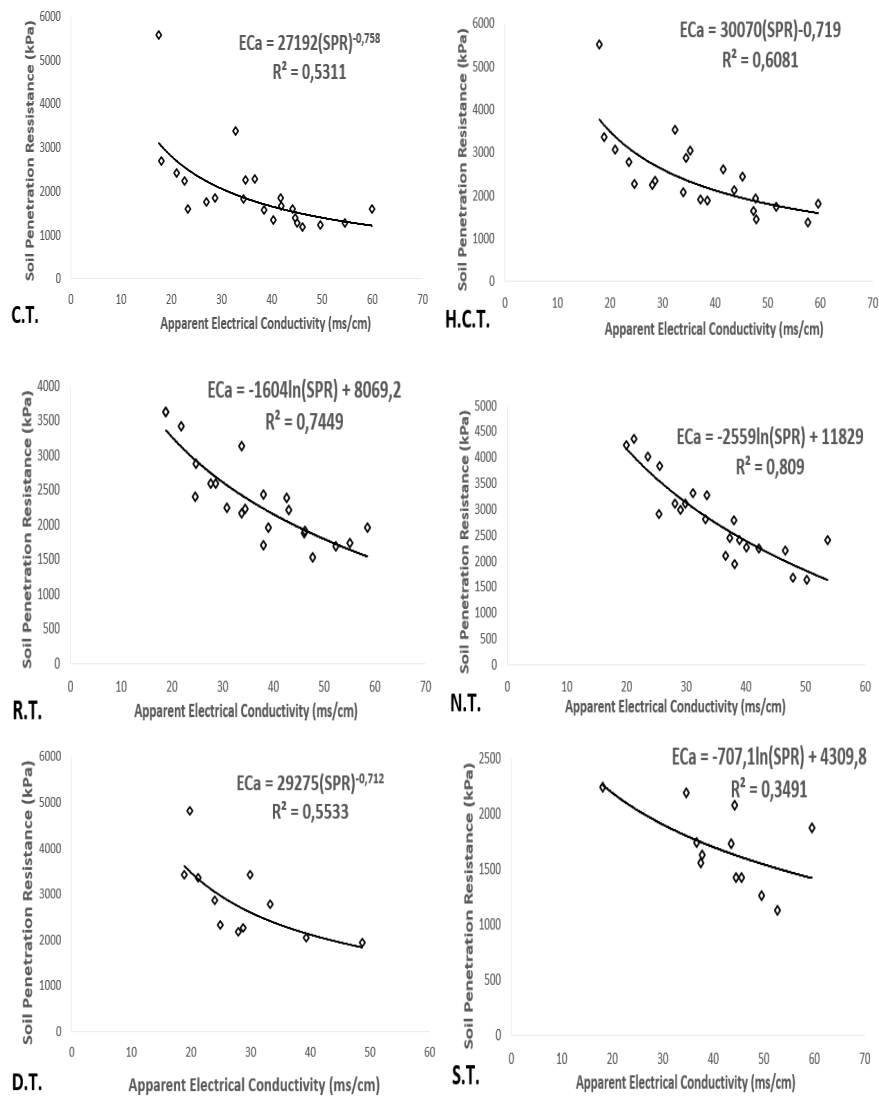 Soil Penetration Ressistance (kPa)
6000
5000
4000
3000
2000
1000
0
ECa = 27192(SPR)-0,758
R² = 0,5311
0 10 20 30 40 50 60 70
Apparent Electrical Conductivity (ms/cm)
C.T.
Soil Penetration Ressistance (kPa)
6000
5000
4000
3000
2000
1000
0
ECa = 30070(SPR)-0,719
R² = 0,6081
0 10 20 30 40 50 60 70
Apparent Electrical Conductivity (ms/cm)
H.C.T.
Soil Penetration Resistance (kPa)
4000
3500
3000
2500
2000
1500
1000
500
0
ECa = -1604ln(SPR) + 8069,2
R² = 0,7449
0 10 20 30 40 50 60 70
Apparent Electrical Conductivity (ms/cm)
R.T.
Soil Penetration Resistance (kPa)
5000
4500
4000
3500
3000
2500
2000
1500
1000
500
0
ECa = -2559ln(SPR) + 11829
R² = 0,809
0 10 20 30 40 50 60
Apparent Electrical Conductivity (ms/cm)
N.T.
Soil Penetration Resistance (kPa)
6000
5000
4000
3000
2000
1000
0
ECa = 29275(SPR)-0,712
R² = 0,5533
0 10 20 30 40 50 60
Apparent Electrical Conductivity (ms/cm)
D.T.
Soil Penetration Resistance (kPa)
2500
2000
1500
1000
500
0
ECa = -707,1ln(SPR) + 4309,8
R² = 0,3491
0 10 20 30 40 50 60 70
Apparent Electrical Conductivity (ms/cm)
S.T.